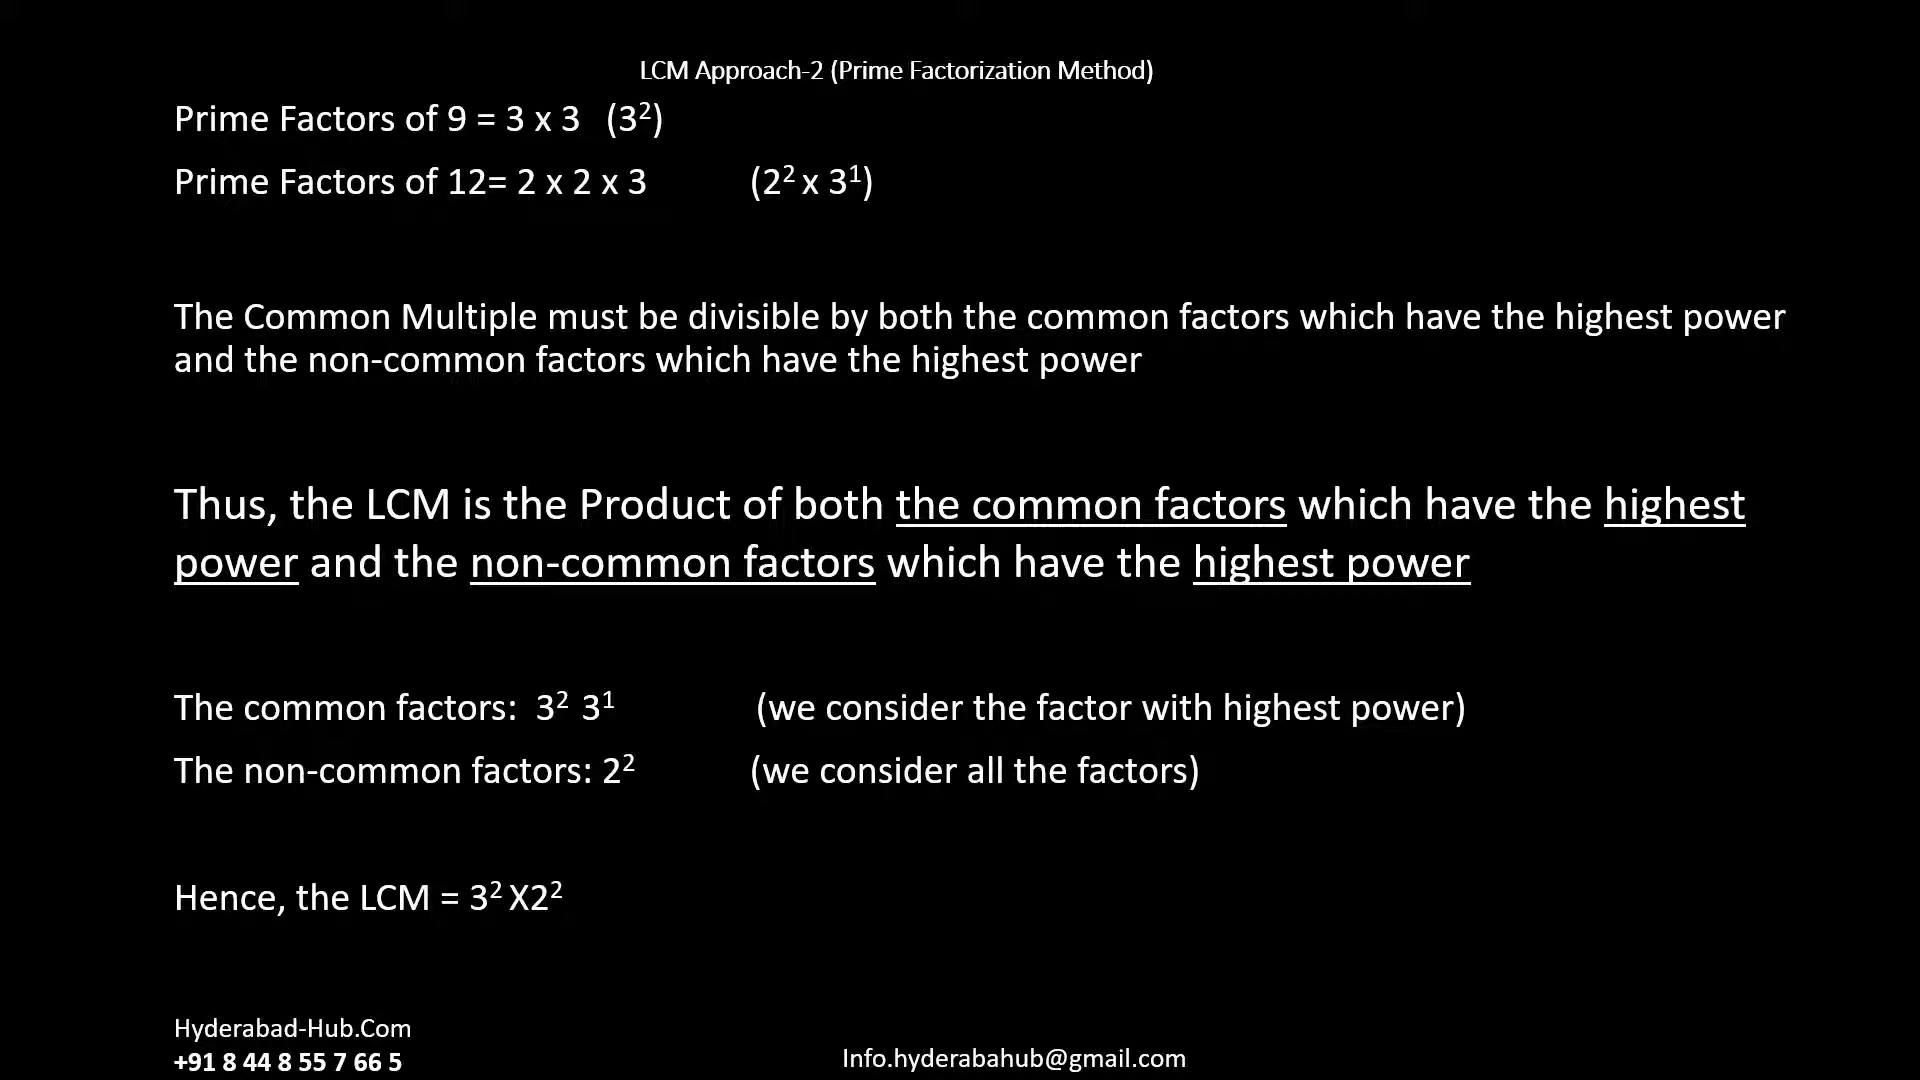 LCM Approach-2 (Prime Factorization Method)
Prime Factors of 9 = 3 x 3 (3²)
Prime Factors of 12= 2 x 2 x 3 (2² x 3¹)
The Common Multiple must be divisible by both the common factors which have the highest power
and the non-common factors which have the highest power
Thus, the LCM is the Product of both the common factors which have the highest
power and the non-common factors which have the highest power
The common factors: 3² 3¹ (we consider the factor with highest power)
The non-common factors: 2² (we consider all the factors)
Hence, the LCM = 3² X2²
Hyderabad-Hub.Com
+91 8 44 8 55 7 66 5
Info.hyderabahub@gmail.com